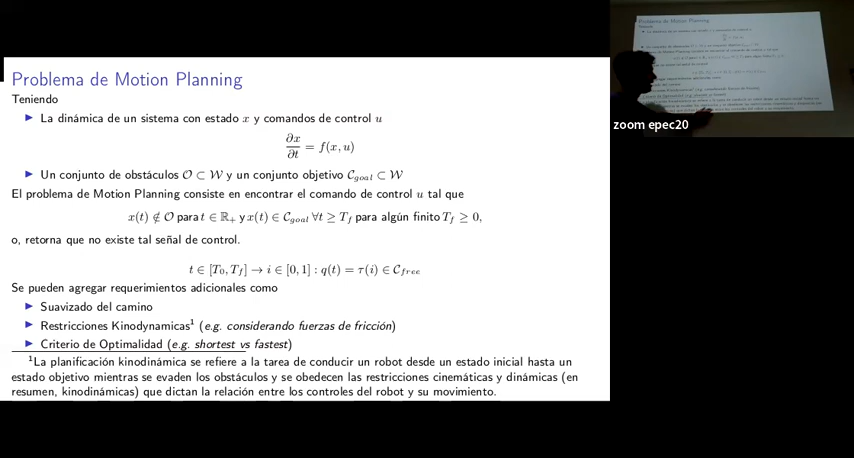 Problema de Motion Planning
Teniendo
▶ La dinámica de un sistema con estado x y comandos de control u
∂x/∂t = f(x, u)
▶ Un conjunto de obstáculos 𝒪 ⊂ 𝒲 y un conjunto objetivo 𝒞_goal ⊂ 𝒲
El problema de Motion Planning consiste en encontrar el comando de control u tal que
x(t) ∉ 𝒪 para t ∈ ℝ₊ y x(t) ∈ 𝒞_goal ∀t ≥ T_f para algún finito T_f ≥ 0,
o, retorna que no existe tal señal de control.
t ∈ [T₀, T_f] → i ∈ [0, 1] : q(t) = τ(i) ∈ 𝒞_free
Se pueden agregar requerimientos adicionales como
▶ Suavizado del camino
▶ Restricciones Kinodynamicas¹ (e.g. considerando fuerzas de fricción)
▶ Criterio de Optimalidad (e.g. shortest vs fastest)
¹La planificación kinodinámica se refiere a la tarea de conducir un robot desde un estado inicial hasta un
estado objetivo mientras se evaden los obstáculos y se obedecen las restricciones cinemáticas y dinámicas (en
resumen, kinodinámicas) que dictan la relación entre los controles del robot y su movimiento.
Problema de Motion Planning
zoom epec20